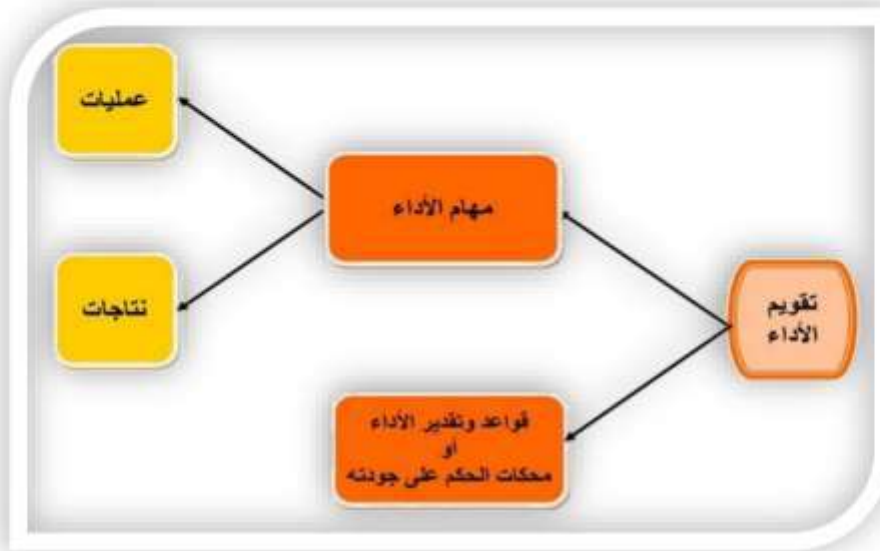 تقويم
الأداء
مهام الأداء
قواعد وتقدير الأداء
أو
محكات الحكم على جودته
عمليات
نتاجات